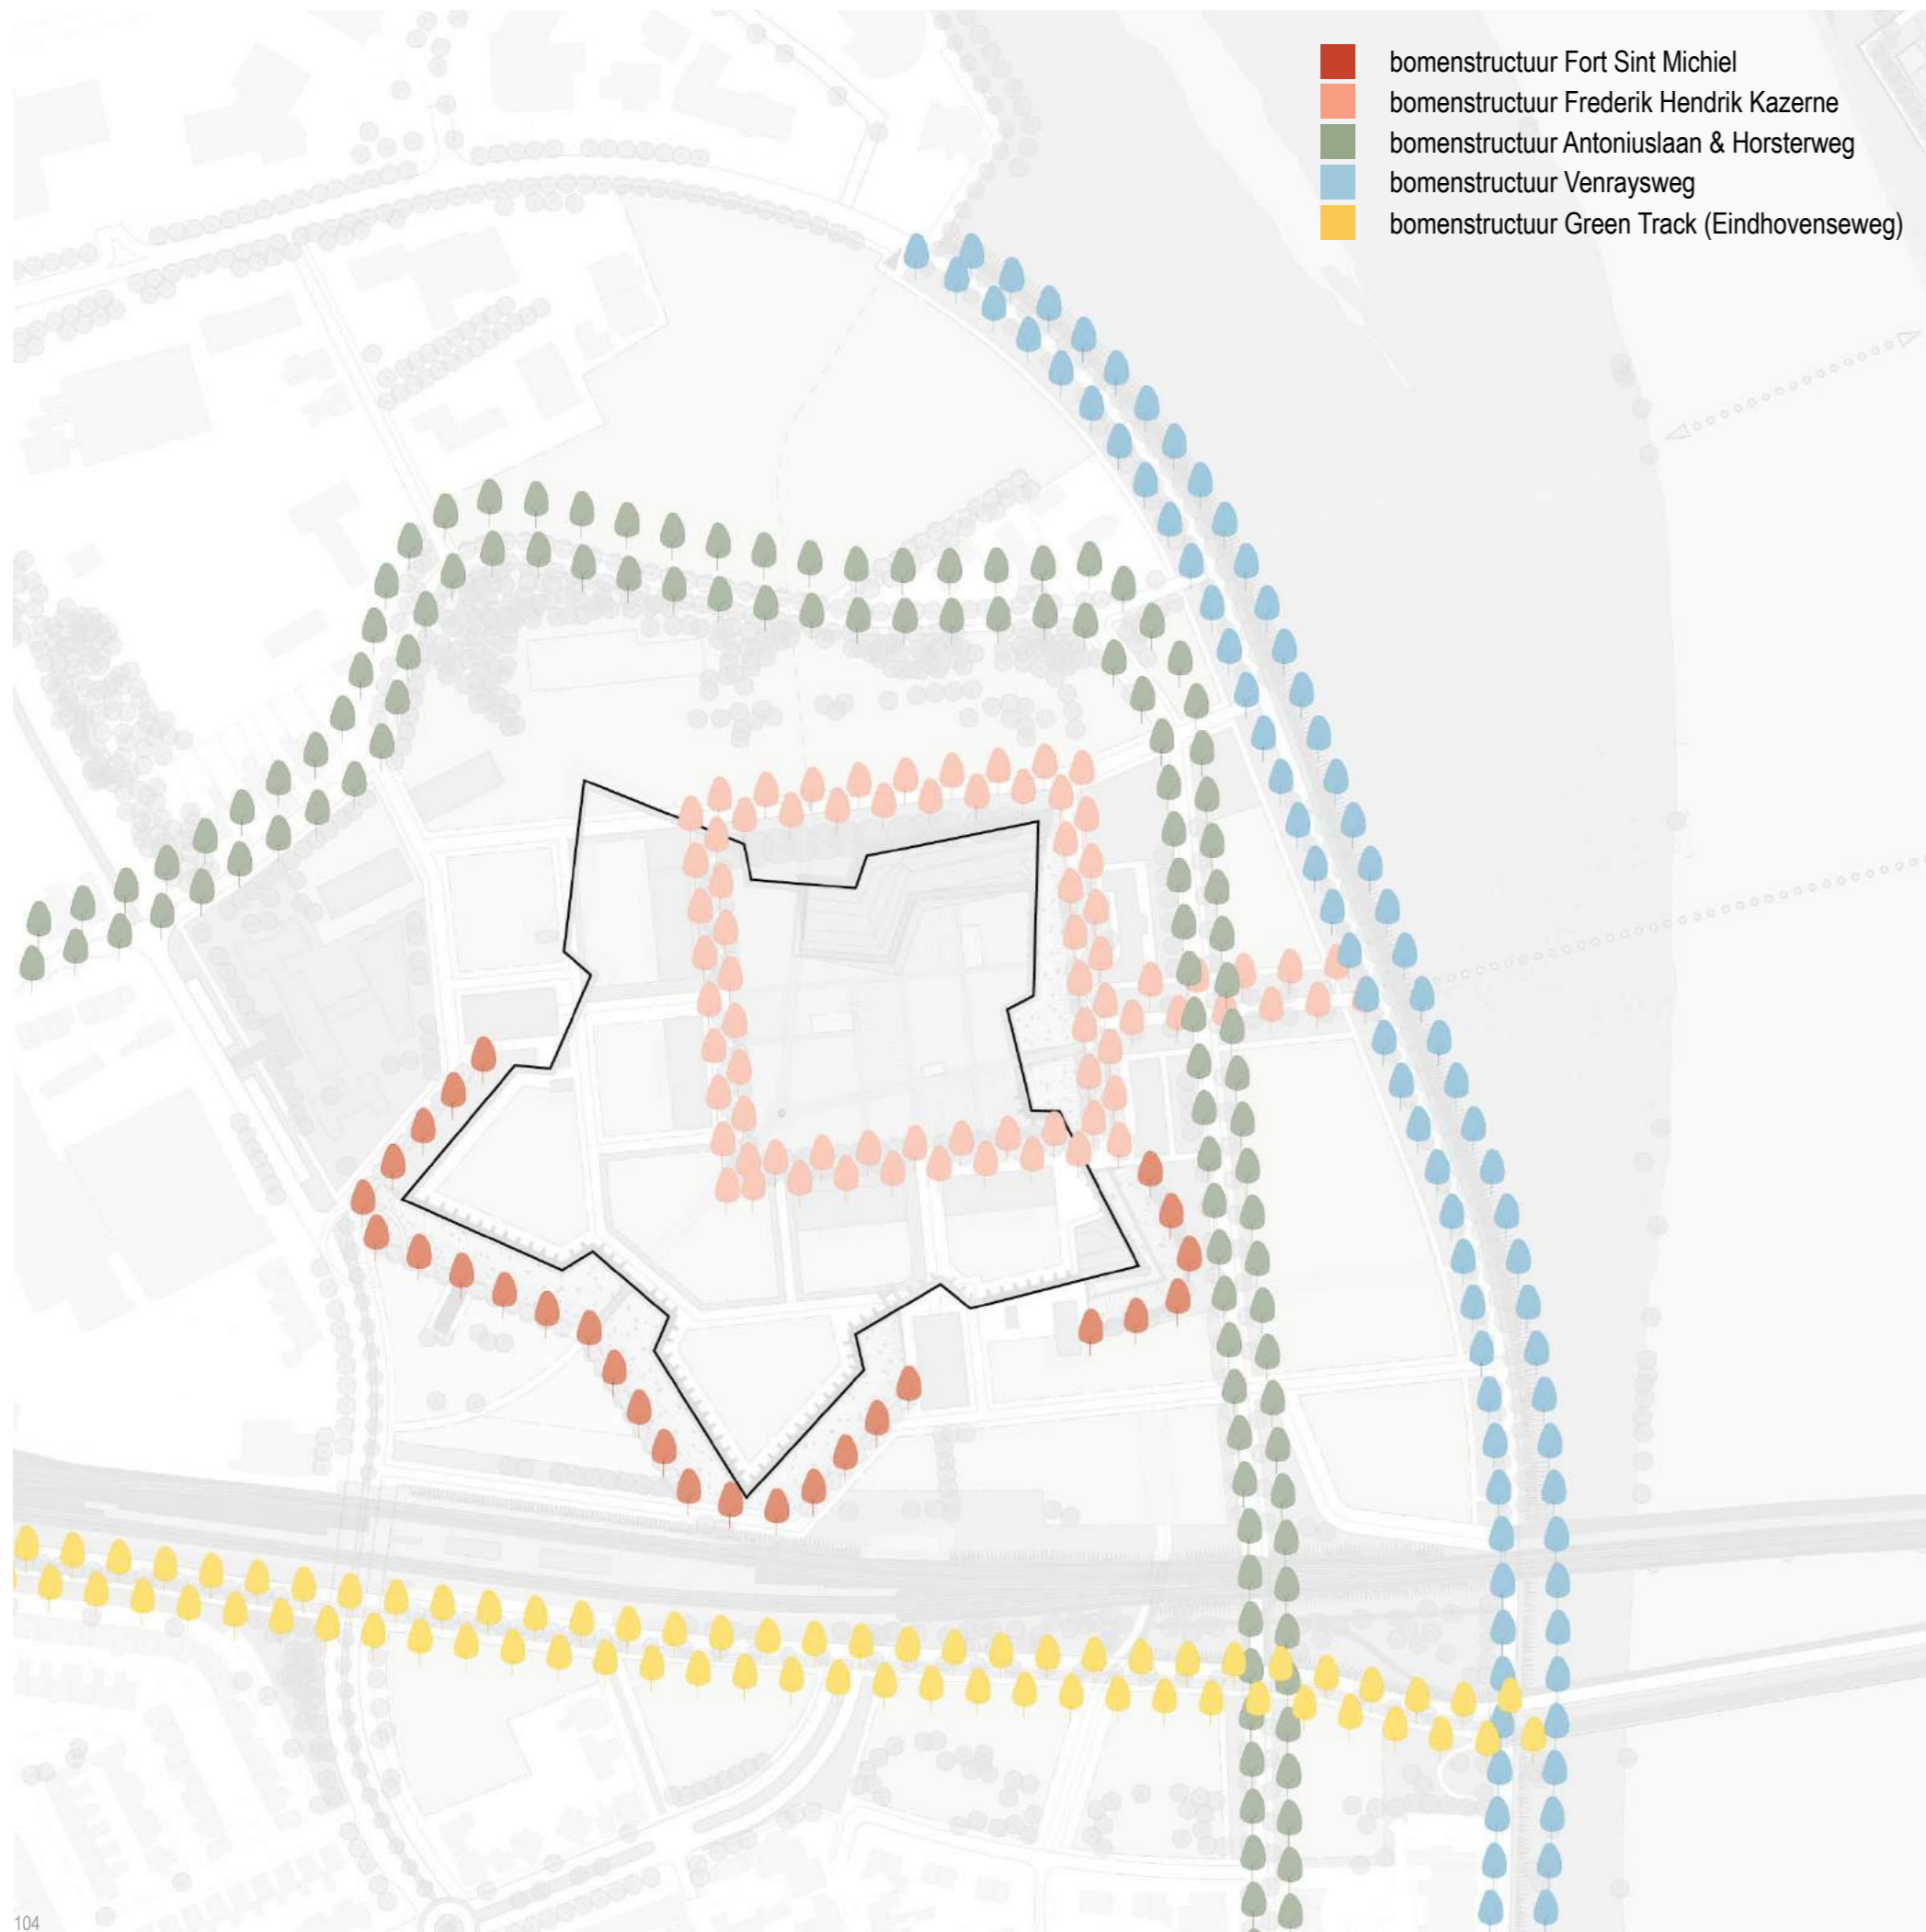 bomenstructuur Fort Sint Michiel
bomenstructuur Frederik Hendrik Kazerne
bomenstructuur Antoniuslaan & Horsterweg
bomenstructuur Venraysweg
bomenstructuur Green Track (Eindhovenseweg)
104